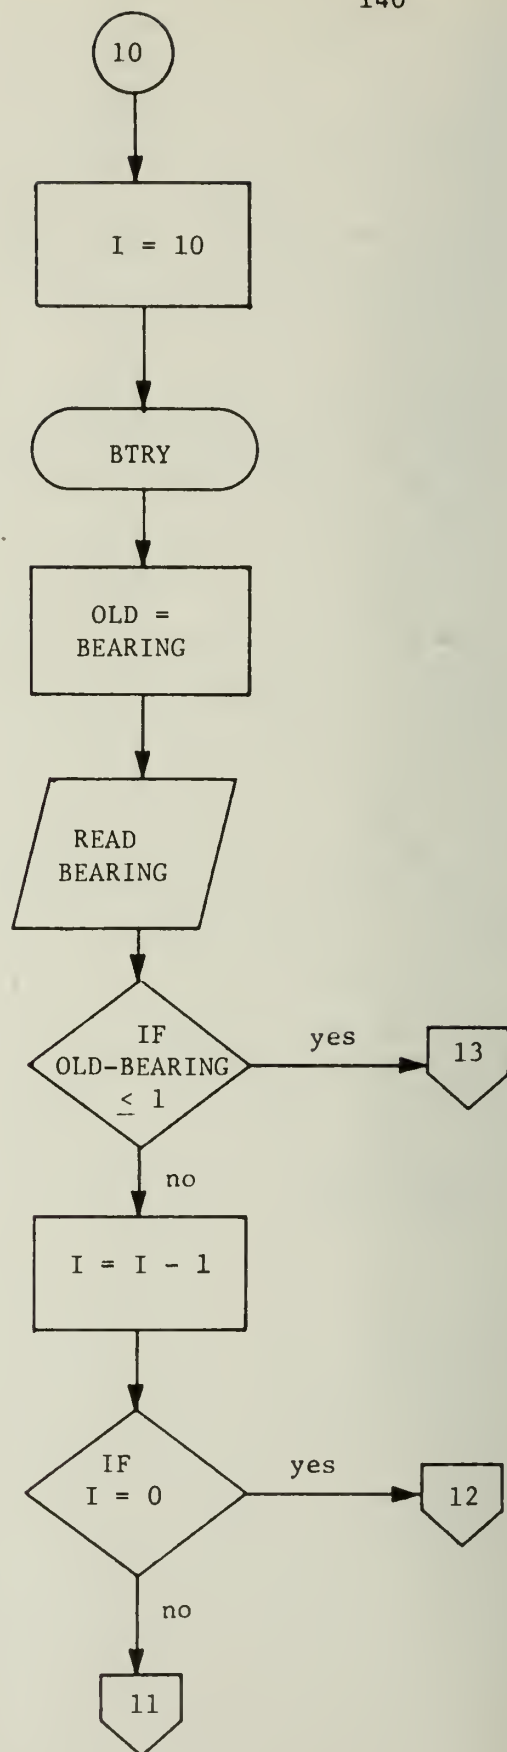 140
10
I = 10
BTRY
OLD =
BEARING
READ
BEARING
IF
OLD-BEARING
≤ 1
yes
13
no
I = I - 1
IF
I = 0
yes
12
no
11